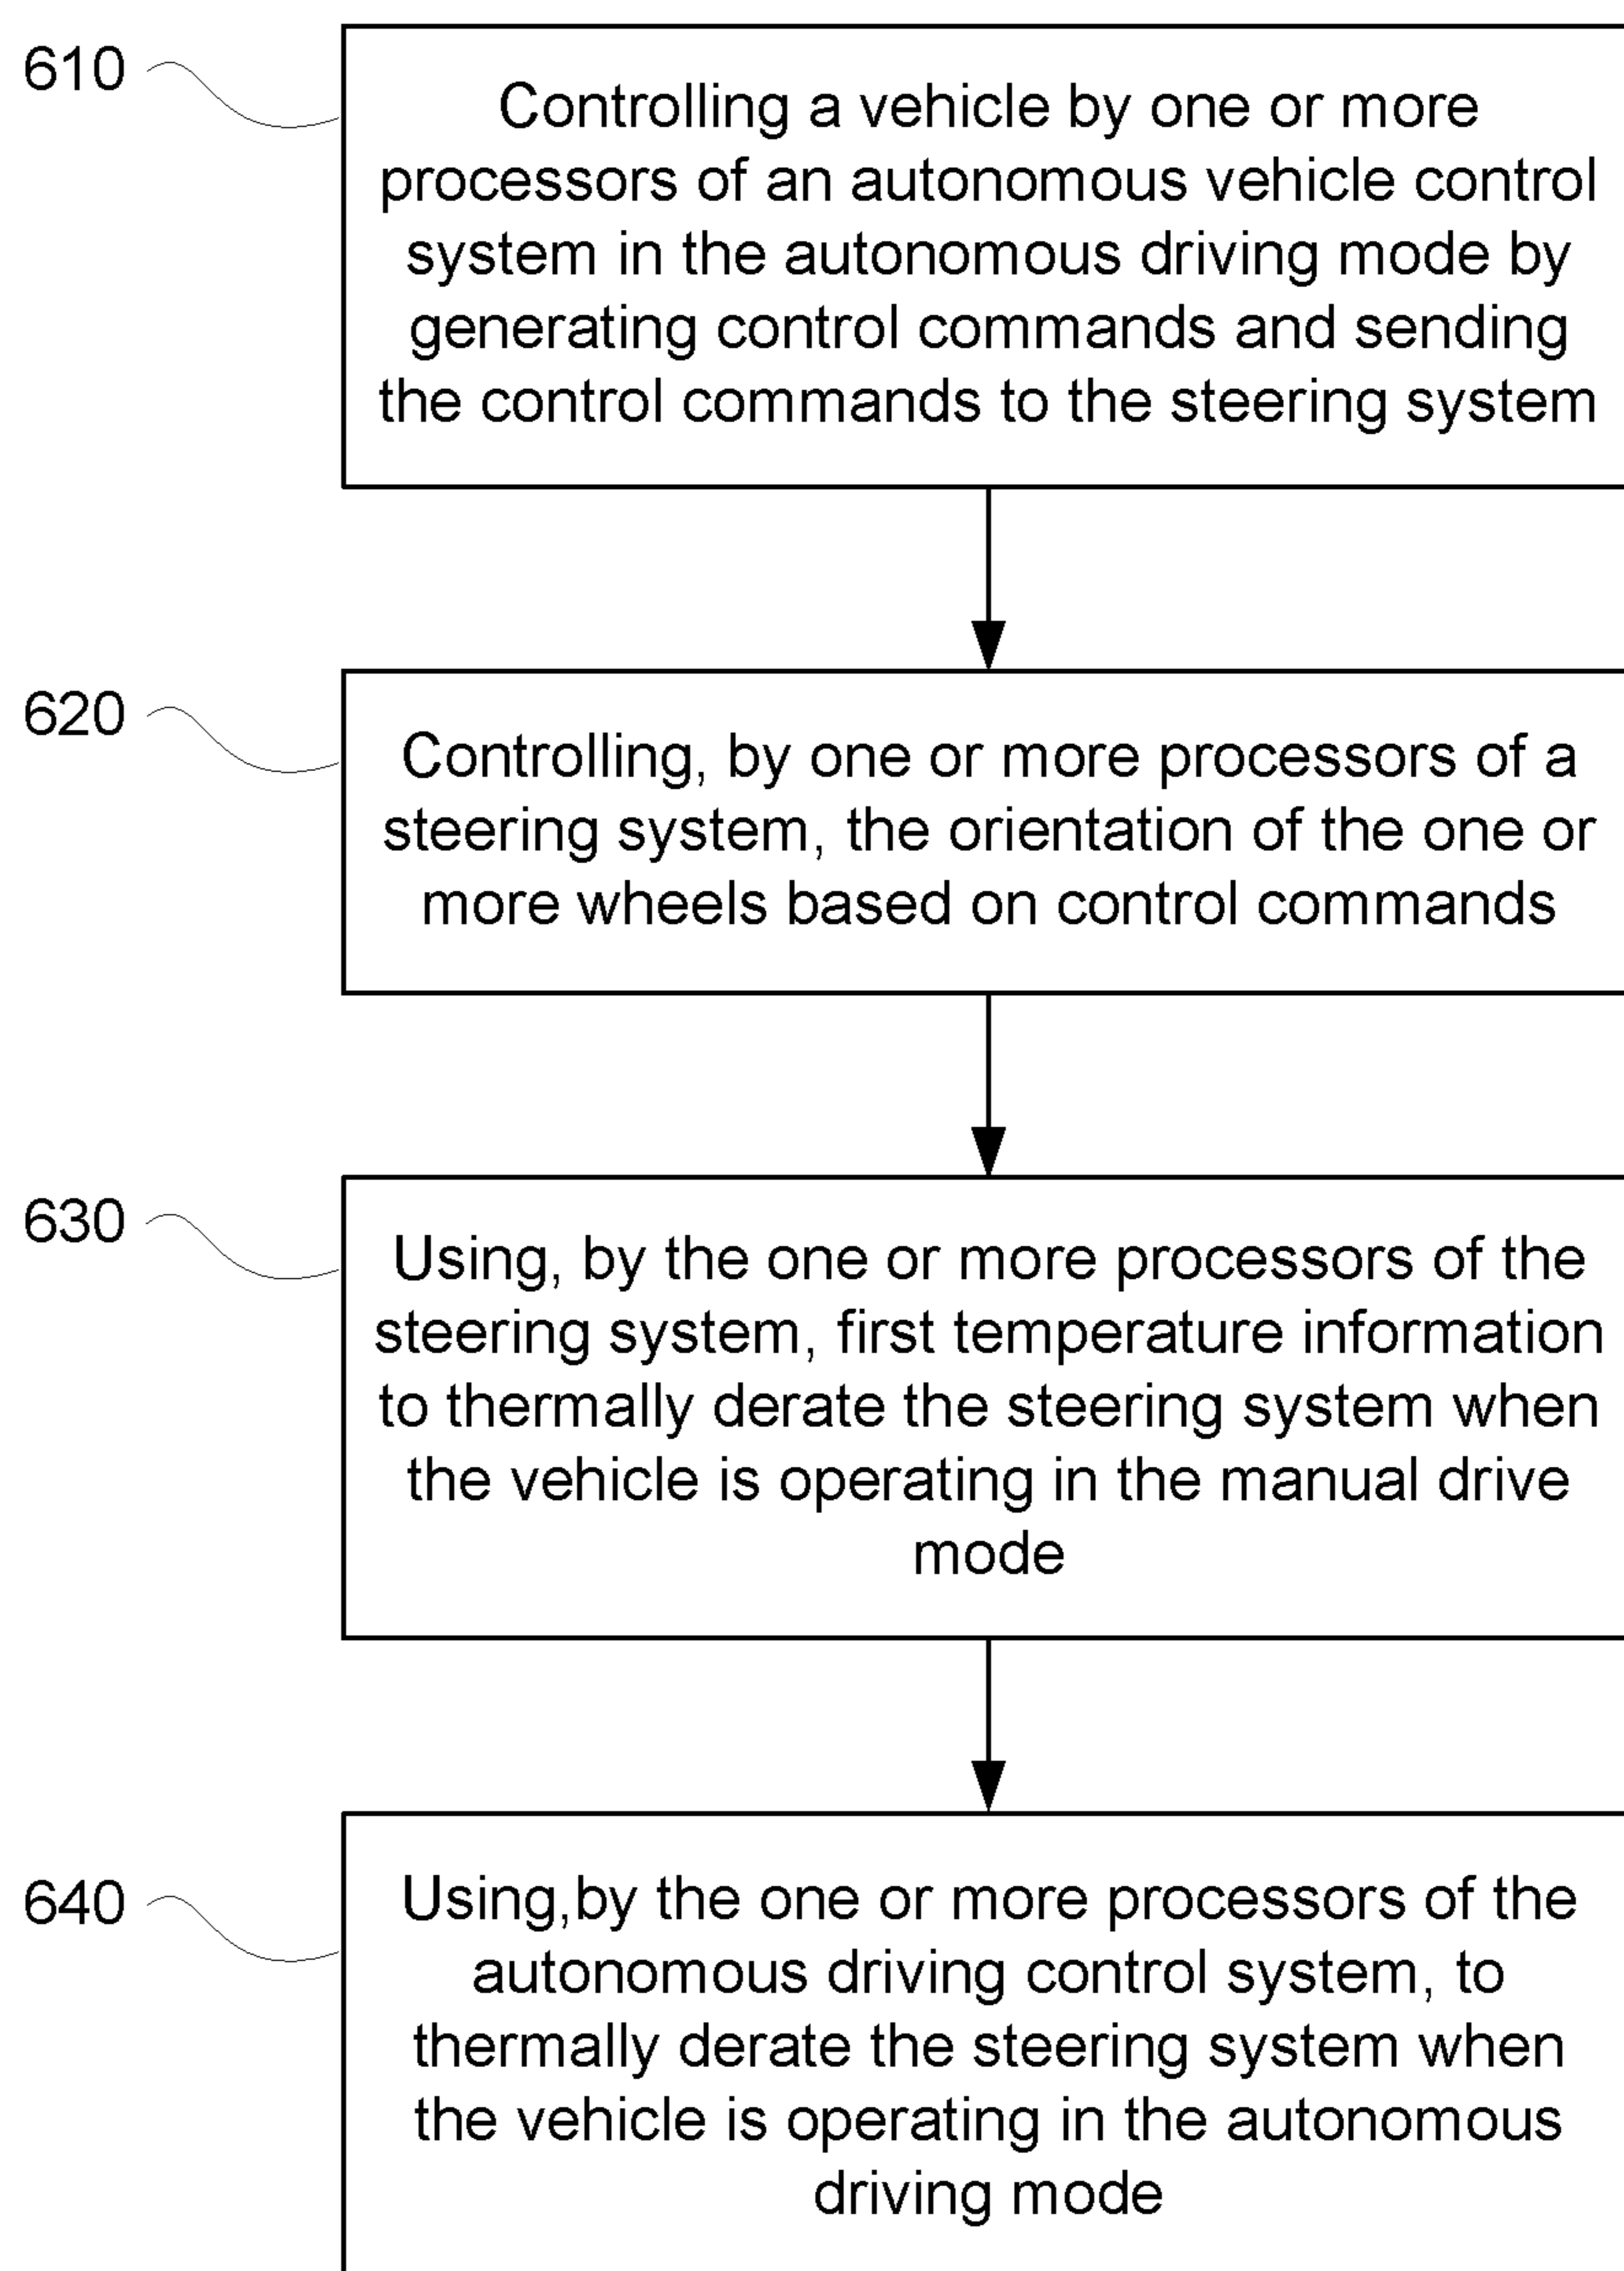 610
Controlling a vehicle by one or more
processors of an autonomous vehicle control
system in the autonomous driving mode by
generating control commands and sending
the control commands to the steering system
620
Controlling, by one or more processors of a
steering system, the orientation of the one or
more wheels based on control commands
630
Using, by the one or more processors of the
steering system, first temperature information
to thermally derate the steering system when
the vehicle is operating in the manual drive
mode
640
Using,by the one or more processors of the
autonomous driving control system, to
thermally derate the steering system when
the vehicle is operating in the autonomous
driving mode